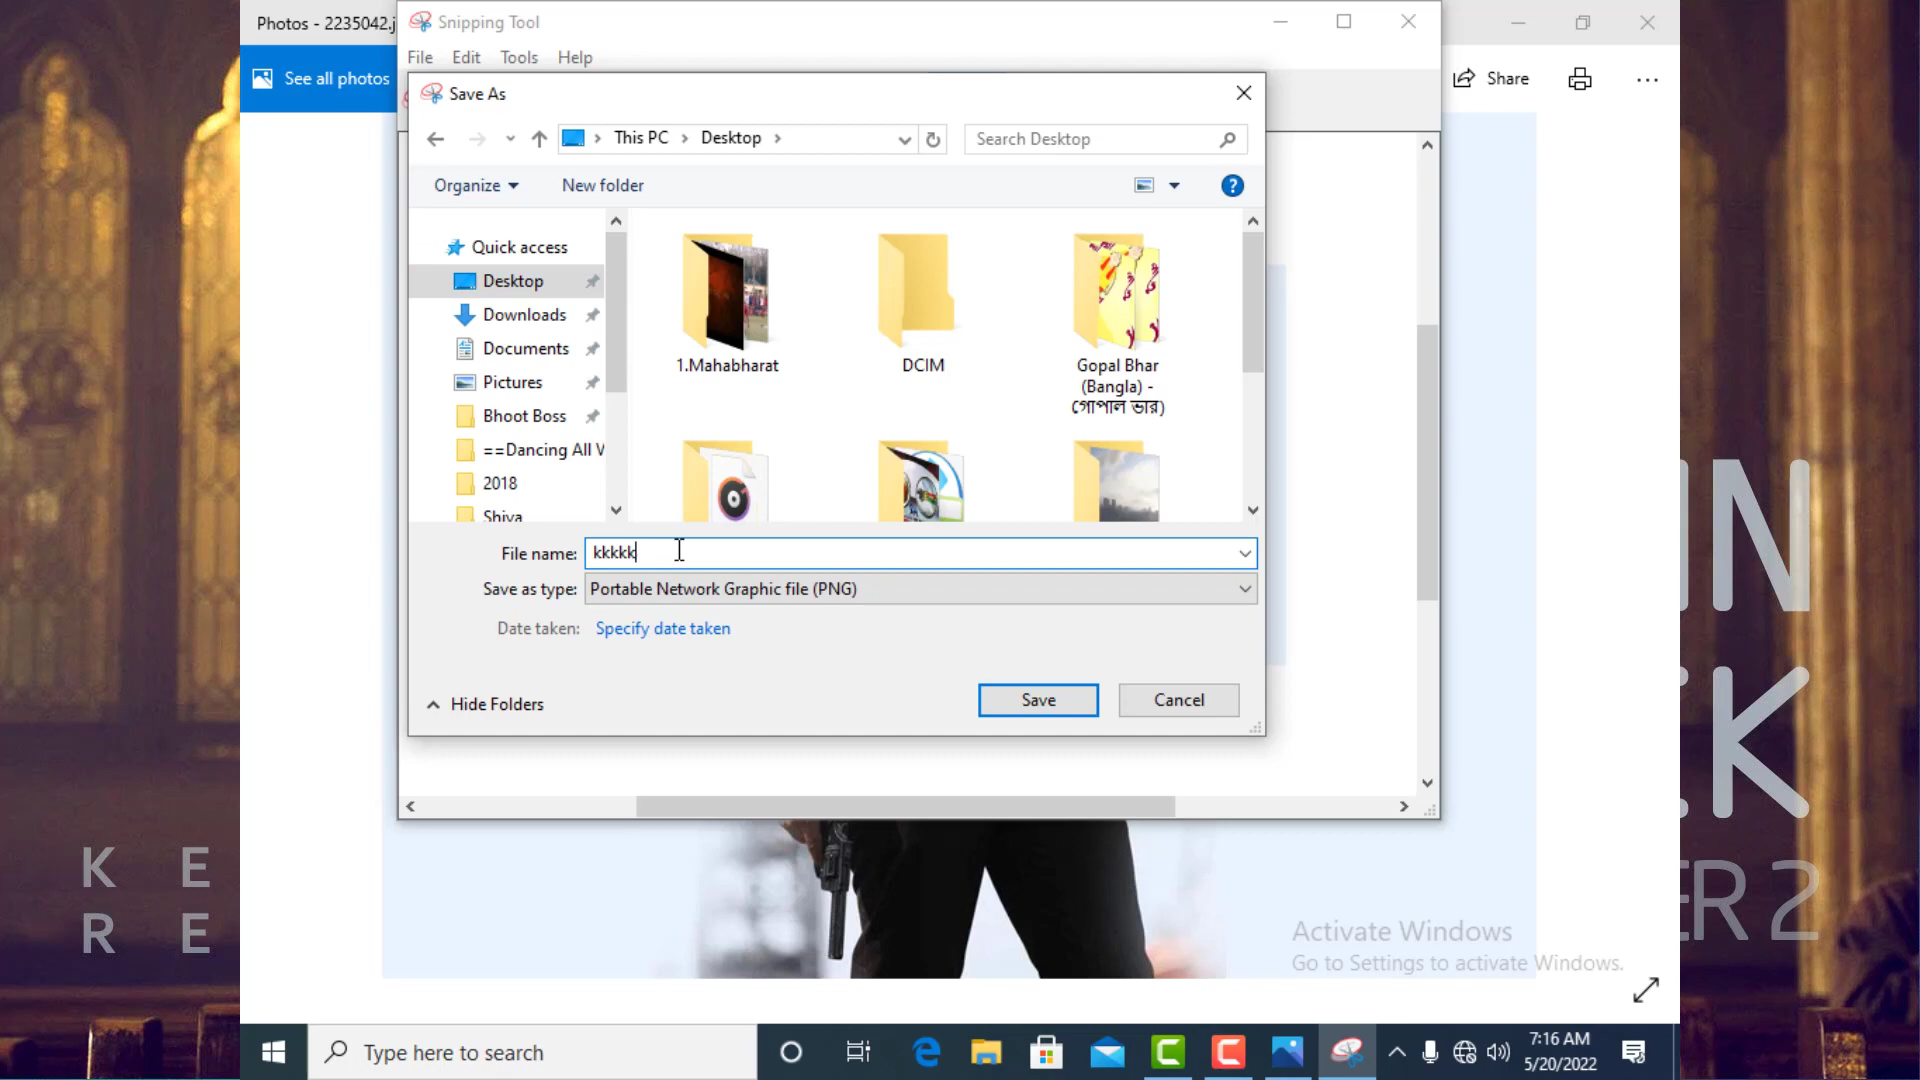 Photos - 2235042.j
Snipping Tool
File Edit Tools Help
See all photos
Share
Save As
This PC > Desktop >
Search Desktop
Organize
New folder
Quick access
Desktop
Downloads
Documents
Pictures
Bhoot Boss
==Dancing All V
2018
Shiva
1.Mahabharat
DCIM
Gopal Bhar
(Bangla) -
গোপাল ভার)
File name: kkkkk
Save as type: Portable Network Graphic file (PNG)
Date taken: Specify date taken
Hide Folders
Save
Cancel
IN
K
ER 2
K E
R E
Activate Windows
Go to Settings to activate Windows.
Type here to search
7:16 AM
5/20/2022